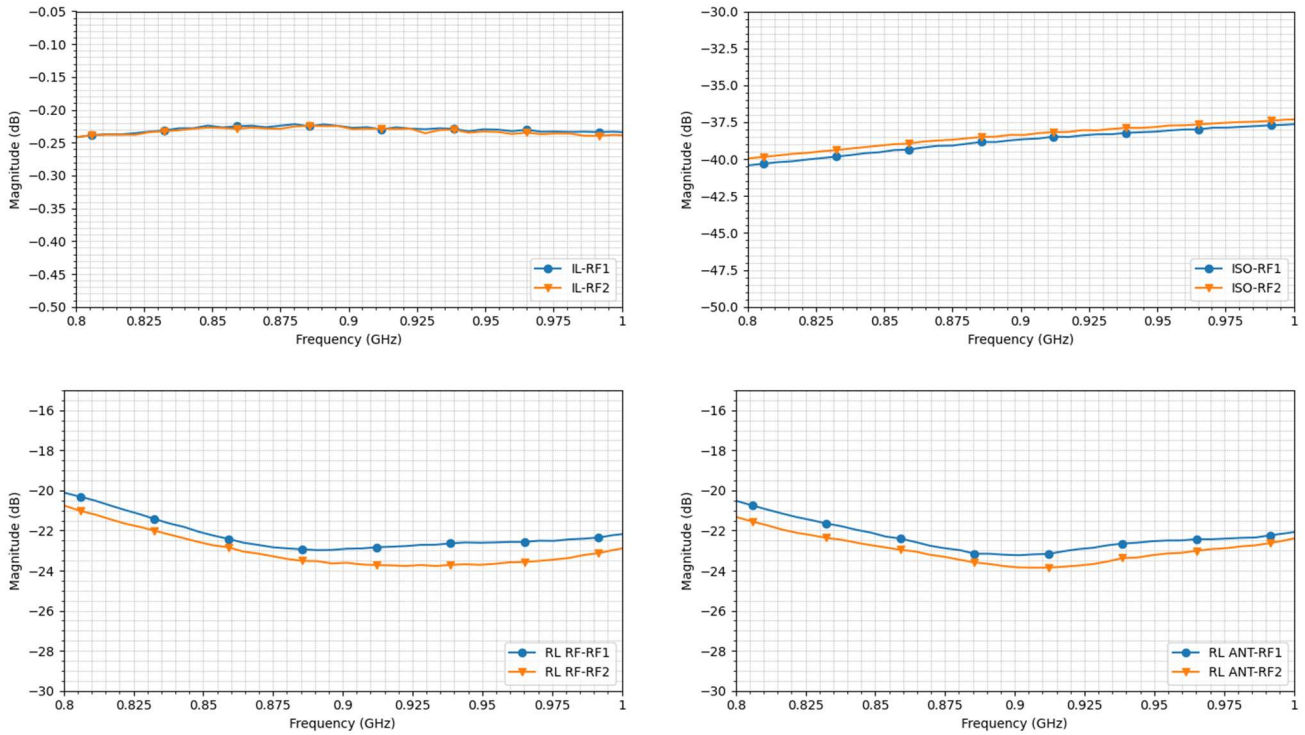 −0.05
−0.10
−0.15
−0.20
−0.25
−0.30
−0.35
−0.40
−0.45
−0.50
Magnitude (dB)
0.8 0.825 0.85 0.875 0.9 0.925 0.95 0.975 1
Frequency (GHz)
IL-RF1
IL-RF2
−30.0
−32.5
−35.0
−37.5
−40.0
−42.5
−45.0
−47.5
−50.0
Magnitude (dB)
0.8 0.825 0.85 0.875 0.9 0.925 0.95 0.975 1
Frequency (GHz)
ISO-RF1
ISO-RF2
−16
−18
−20
−22
−24
−26
−28
−30
Magnitude (dB)
0.8 0.825 0.85 0.875 0.9 0.925 0.95 0.975 1
Frequency (GHz)
RL RF-RF1
RL RF-RF2
−16
−18
−20
−22
−24
−26
−28
−30
Magnitude (dB)
0.8 0.825 0.85 0.875 0.9 0.925 0.95 0.975 1
Frequency (GHz)
RL ANT-RF1
RL ANT-RF2